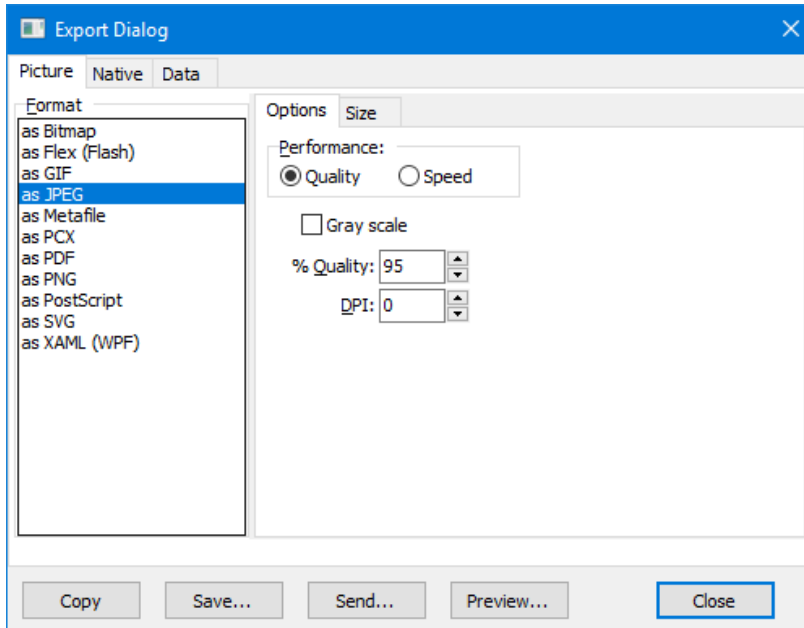 Export Dialog
Picture Native Data
Format
as Bitmap
as Flex (Flash)
as GIF
as JPEG
as Metafile
as PCX
as PDF
as PNG
as PostScript
as SVG
as XAML (WPF)
Options Size
Performance:
Quality Speed
Gray scale
% Quality: 95
DPI: 0
Copy Save... Send... Preview... Close